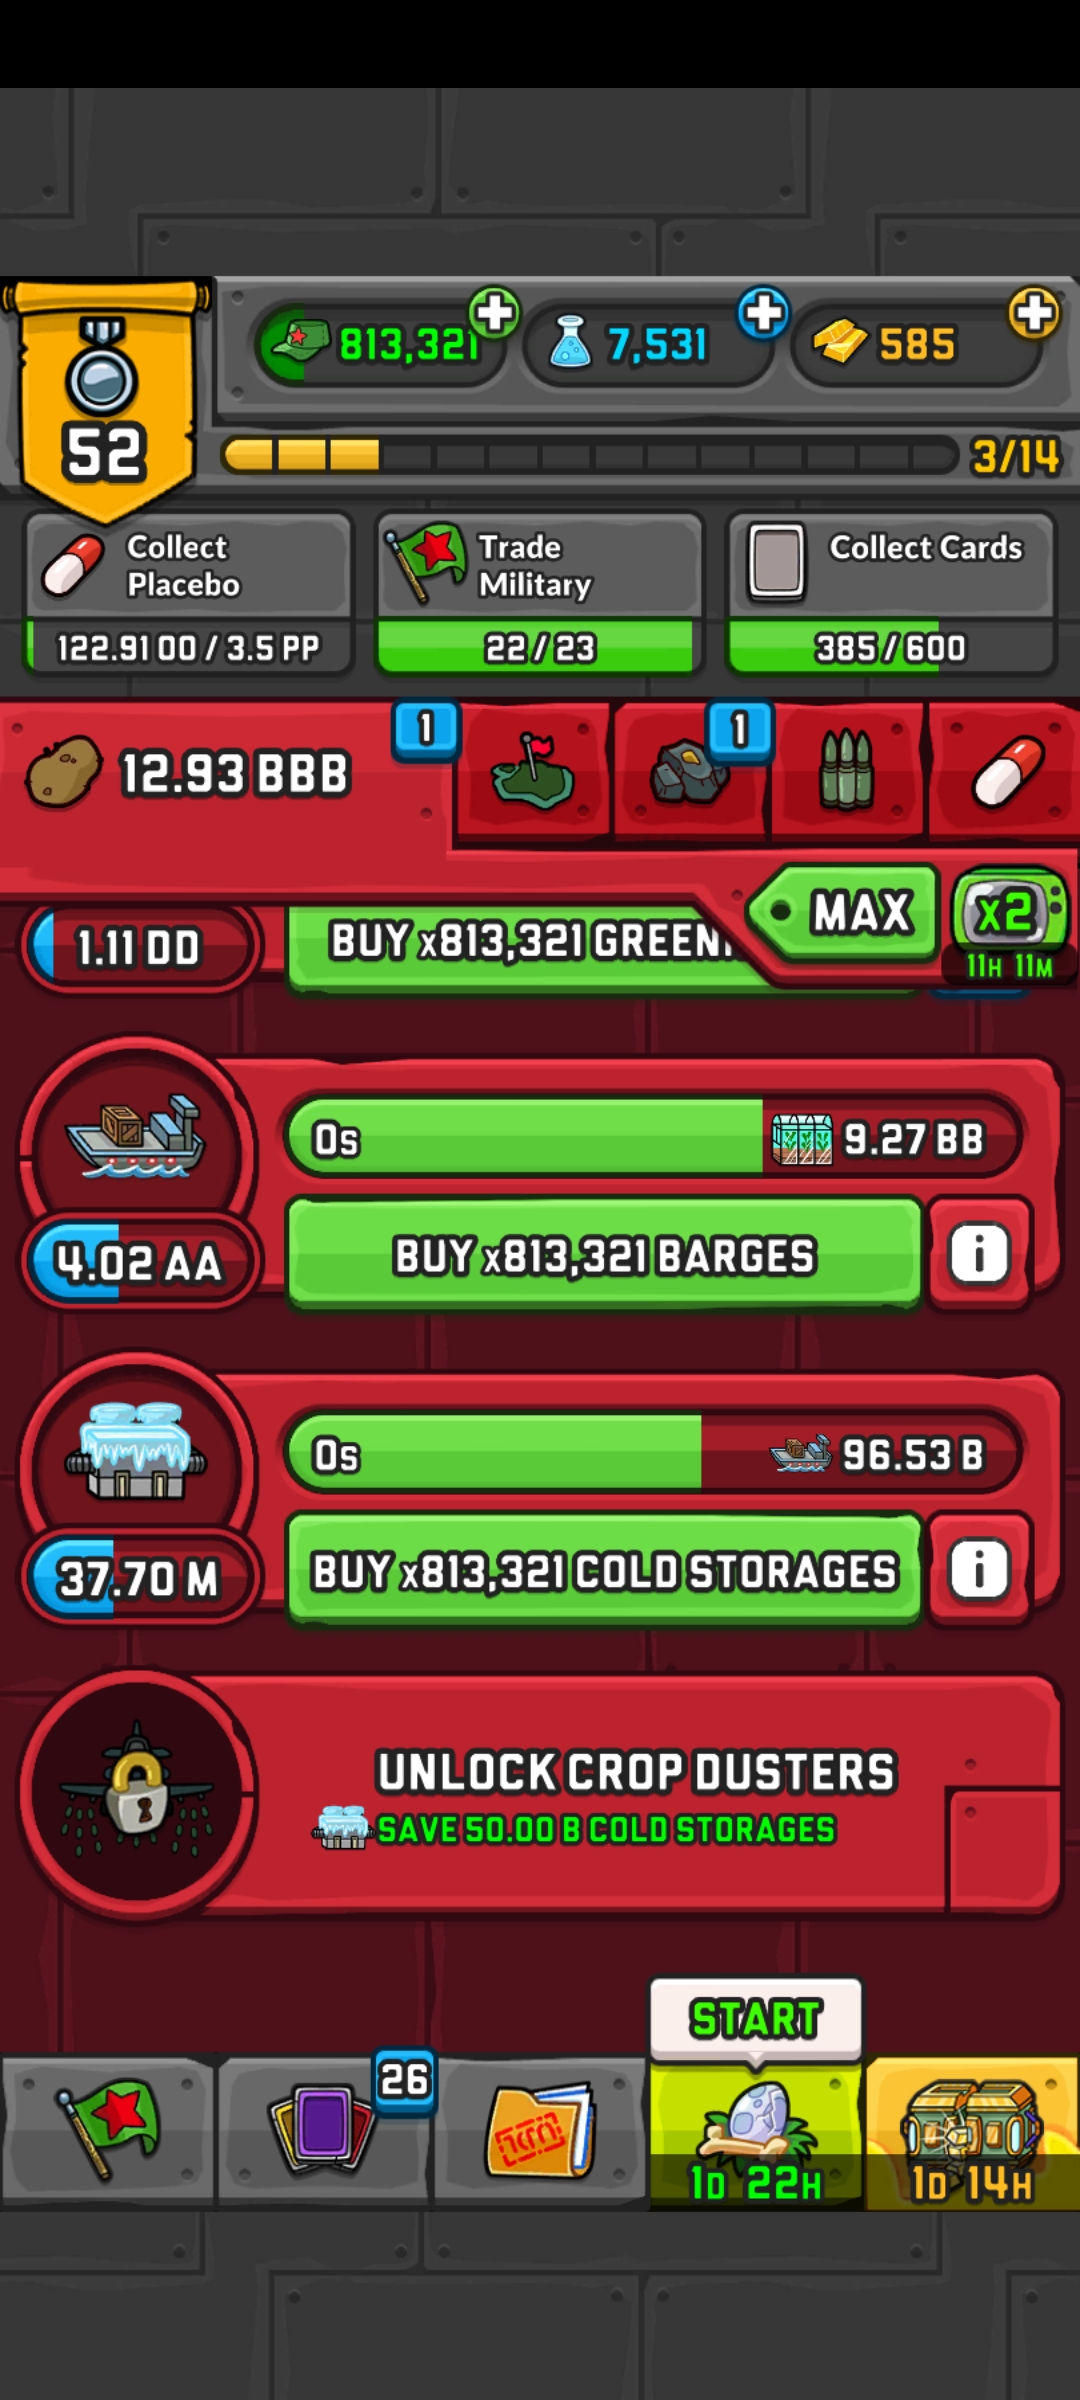 813,321
7,531
585
52
3/14
Collect
Placebo
Trade
Military
Collect Cards
122.91 OO / 3.5 PP
22 / 23
385 / 600
12.93 BBB
1
1
MAX
x2
11H 11M
1.11 DD
BUY x813,321 GREEN
0s
9.27 BB
4.02 AA
BUY x813,321 BARGES
i
0s
96.53 B
37.70 M
BUY x813,321 COLD STORAGES
i
UNLOCK CROP DUSTERS
SAVE 50.00 B COLD STORAGES
START
26
1D 22H
1D 14H